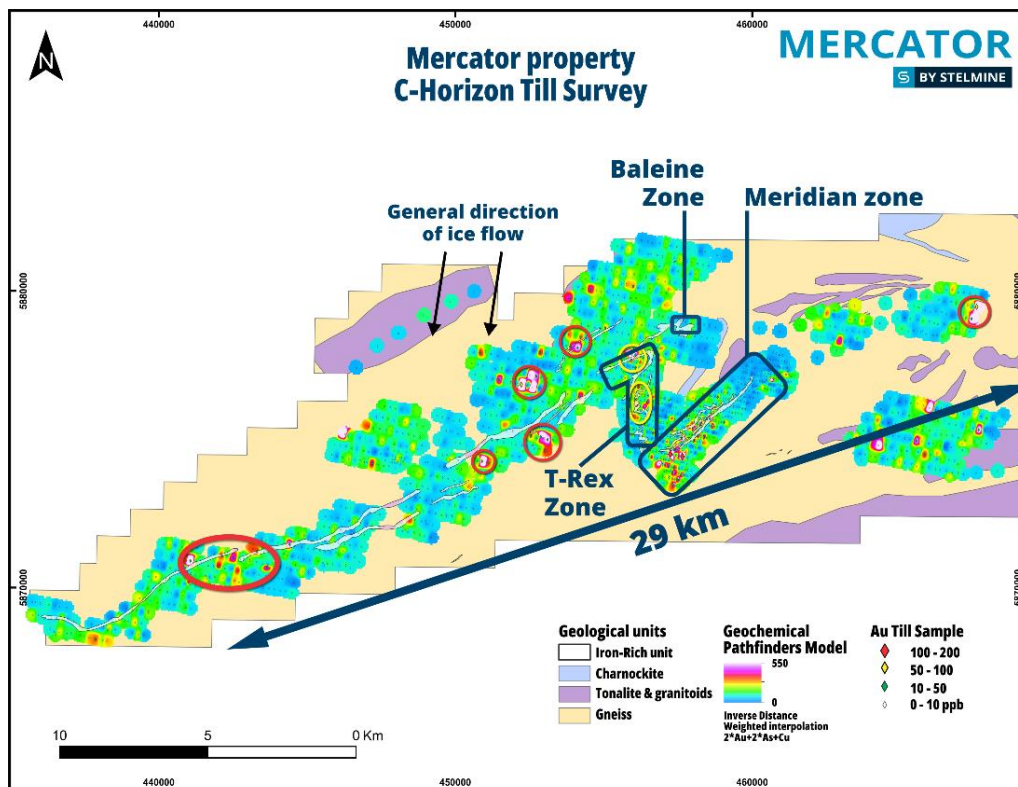 440000
450000
460000
N
Mercator property
C-Horizon Till Survey
MERCATOR
S BY STELMINE
Baleine
Zone
Meridian zone
General direction
of ice flow
5880000
5880000
T-Rex
Zone
29 km
5870000
5870000
Geological units
Iron-Rich unit
Charnockite
Tonalite & granitoids
Gneiss
Geochemical
Pathfinders Model
550
0
Inverse Distance
Weighted interpolation
2*Au+2*As+Cu
Au Till Sample
100 - 200
50 - 100
10 - 50
0 - 10 ppb
10
5
0 Km
440000
450000
460000